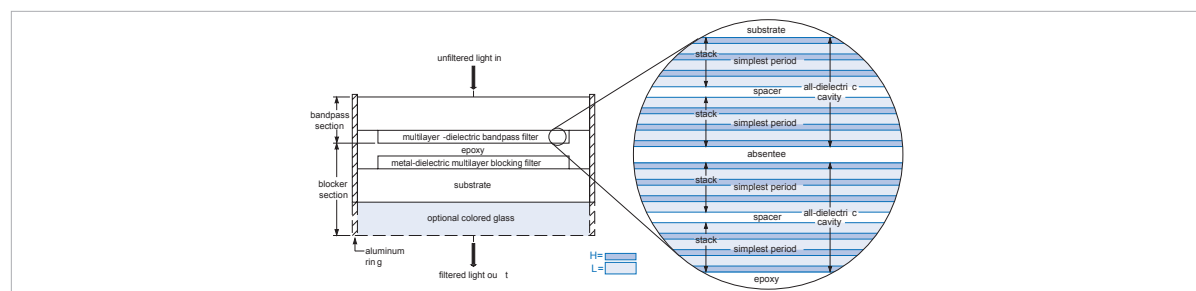 unfiltered light in
bandpass
section
multilayer -dielectric bandpass filter
epoxy
metal-dielectric multilayer blocking filter
blocker
section
substrate
optional colored glass
aluminum
rin g
filtered light ou t
H=
L=
substrate
stack
simplest period
spacer
all-dielectri c
cavity
stack
simplest period
absentee
stack
simplest period
spacer
all-dielectri c
cavity
stack
simplest period
epoxy